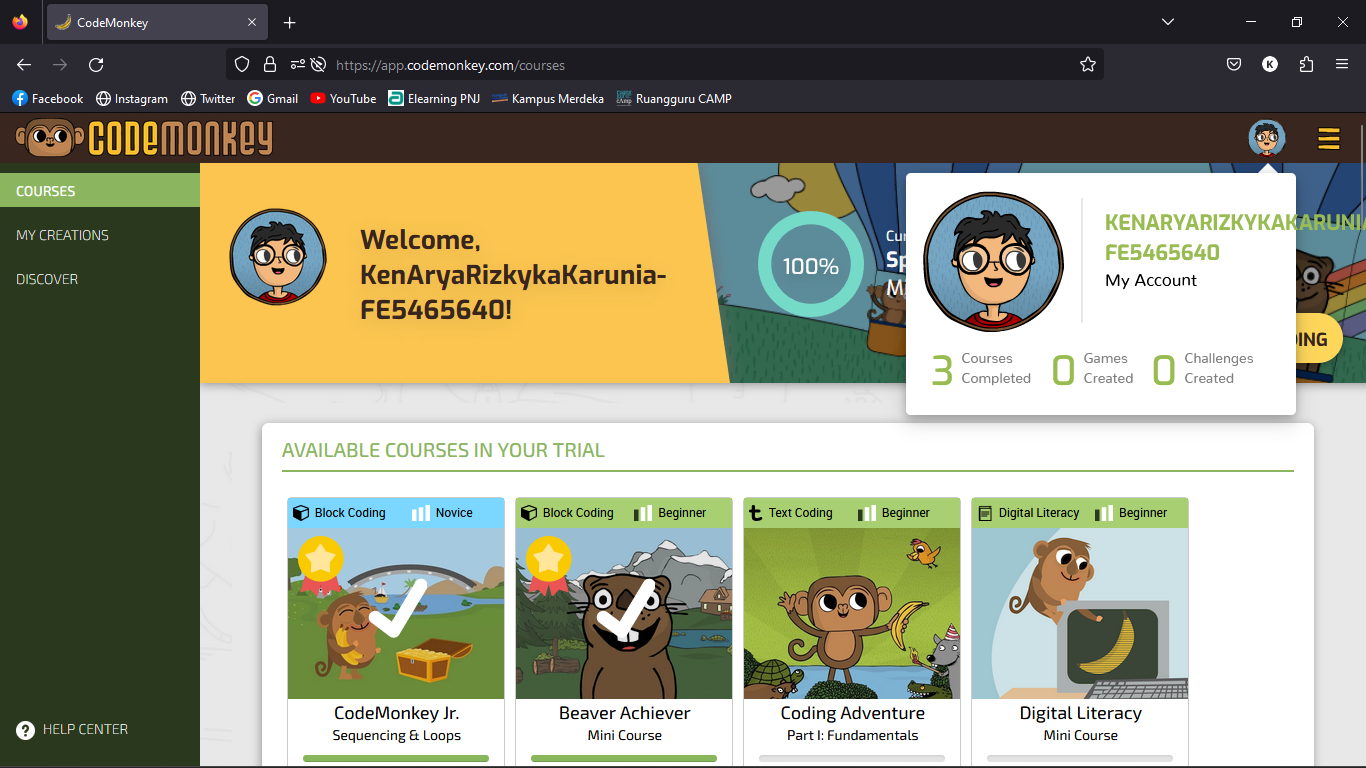 CodeMonkey
https://app.codemonkey.com/courses
K
Facebook
Instagram
Twitter
Gmail
YouTube
Elearning PNJ
Kampus Merdeka
Ruangguru CAMP
CODEMONKEY
COURSES
MY CREATIONS
DISCOVER
HELP CENTER
Welcome,
KenAryaRizkykaKarunia-
FE5465640!
100%
KENARYARIZKYKAKARUNIA
FE5465640
My Account
3 Courses
Completed
0 Games
Created
0 Challenges
Created
AVAILABLE COURSES IN YOUR TRIAL
Block Coding Novice
CodeMonkey Jr.
Sequencing & Loops
Block Coding Beginner
Beaver Achiever
Mini Course
Text Coding Beginner
Coding Adventure
Part I: Fundamentals
Digital Literacy Beginner
Digital Literacy
Mini Course